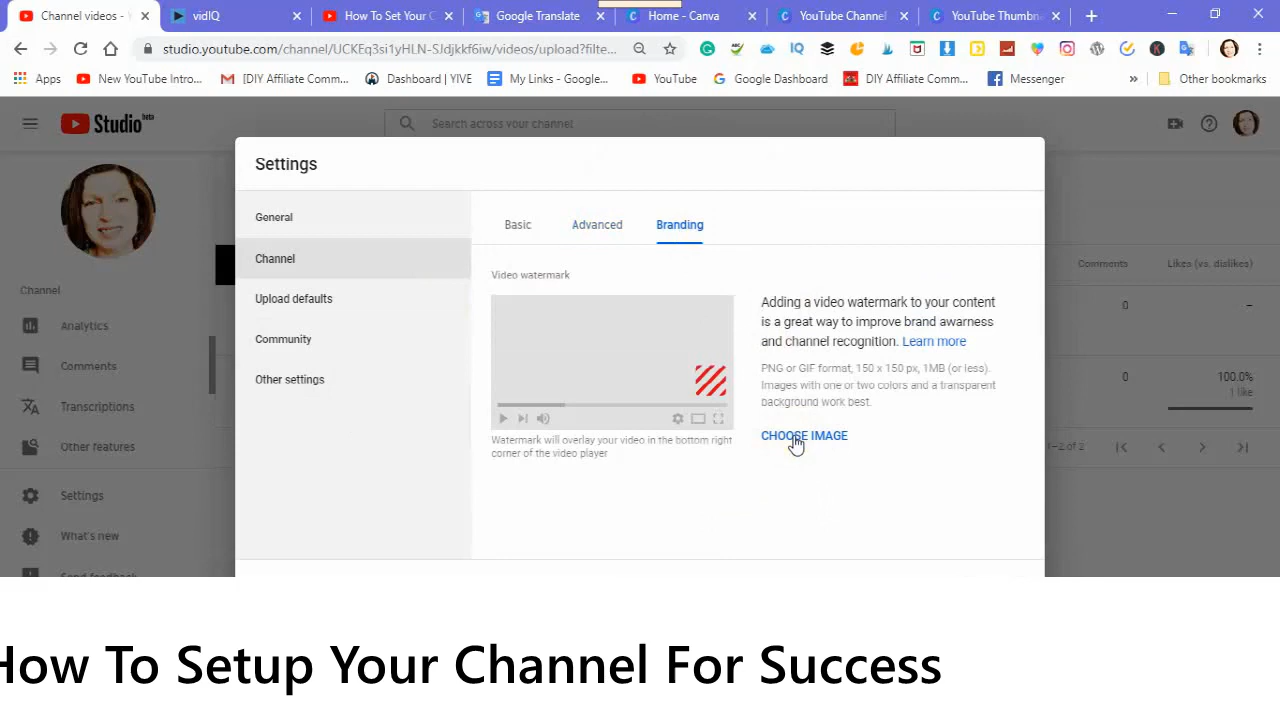 Channel videos - Y
vidIQ
How To Set Your C
Google Translate
Home - Canva
YouTube Channel
YouTube Thumbn
studio.youtube.com/channel/UCKEq3si1yHLN-SJdjkkf6iw/videos/upload?filte...
Apps
New YouTube Intro...
[DIY Affiliate Comm...
Dashboard | YIVE
My Links - Google...
YouTube
Google Dashboard
DIY Affiliate Comm...
Messenger
»
Other bookmarks
Studio beta
Search across your channel
Settings
General
Channel
Upload defaults
Community
Other settings
Basic
Advanced
Branding
Video watermark
Watermark will overlay your video in the bottom right
corner of the video player
Adding a video watermark to your content
is a great way to improve brand awarness
and channel recognition. Learn more
PNG or GIF format, 150 x 150 px, 1MB (or less).
Images with one or two colors and a transparent
background work best.
CHOOSE IMAGE
Channel
Analytics
Comments
Transcriptions
Other features
Settings
What's new
Send feedback
Comments
Likes (vs. dislikes)
0
–
0
100.0%
1 like
1–2 of 2
How To Setup Your Channel For Success